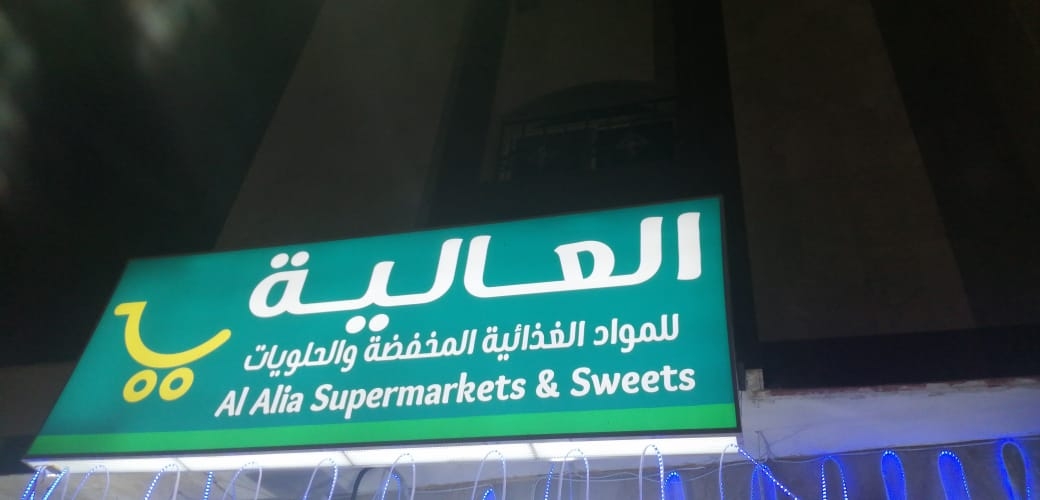 العالية
للمواد الغذائية المخفضة والحلويات
Al Alia Supermarkets & Sweets